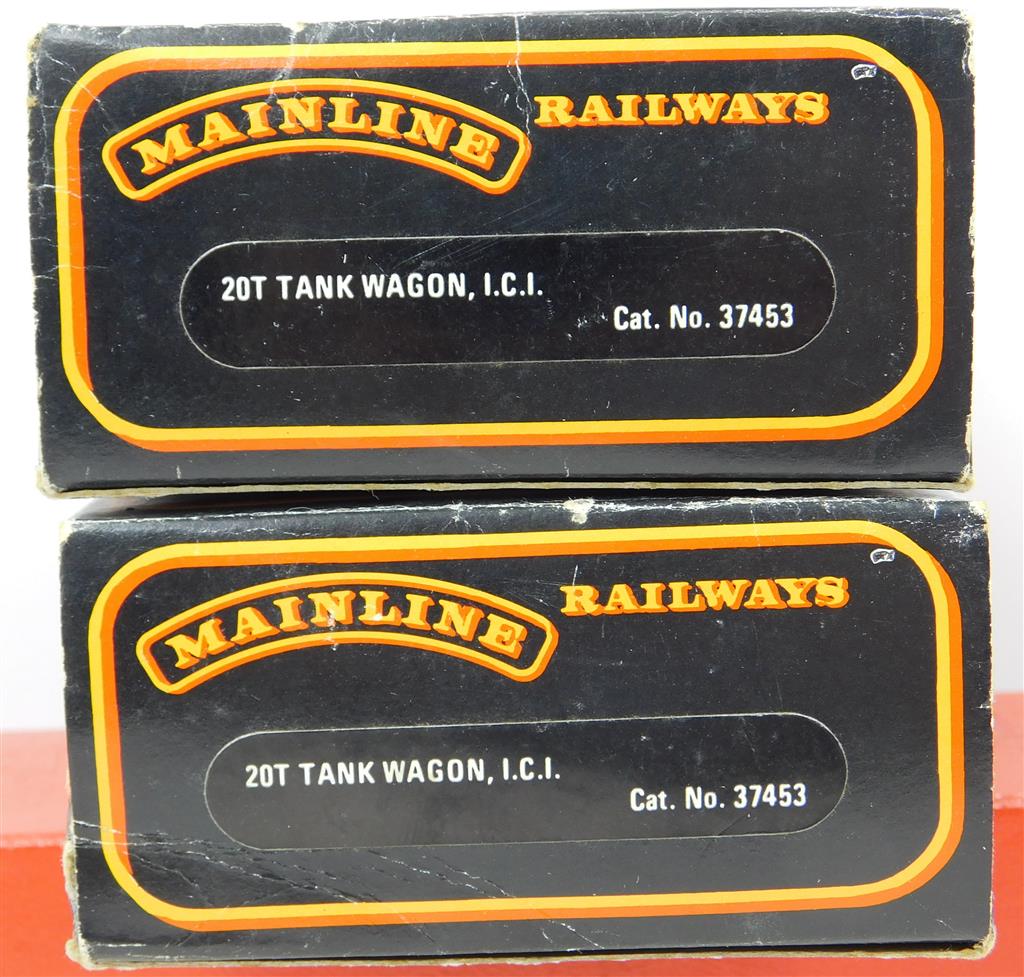 MAINLINE RAILWAYS
20T TANK WAGON, I.C.I.
Cat. No. 37453
MAINLINE RAILWAYS
20T TANK WAGON, I.C.I.
Cat. No. 37453